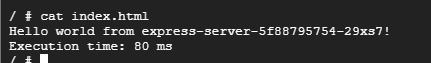 / # cat index.html
Hello world from express-server-5f88795754-29xs7!
Execution time: 80 ms
/ #